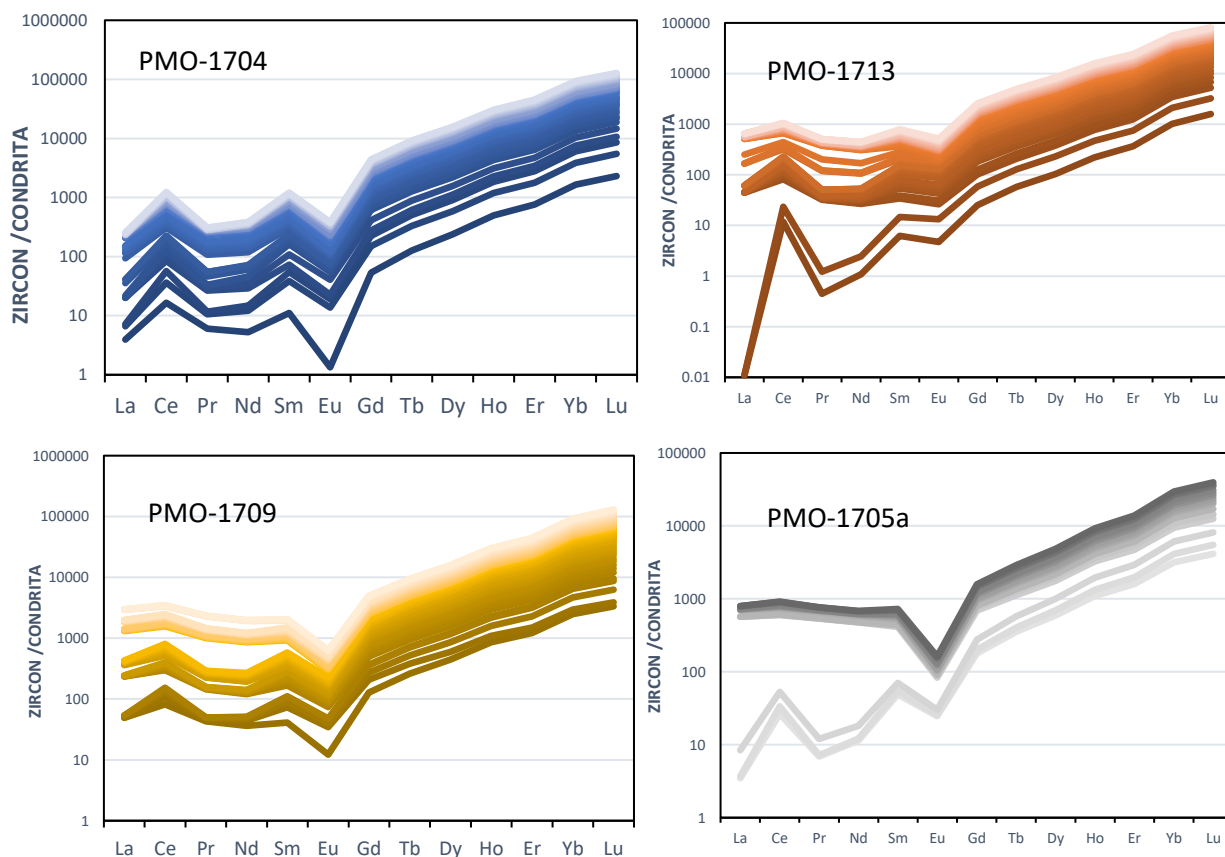 PMO-1704
ZIRCON /CONDRITA
1000000
100000
10000
1000
100
10
1
La Ce Pr Nd Sm Eu Gd Tb Dy Ho Er Yb Lu
PMO-1713
ZIRCON /CONDRITA
100000
10000
1000
100
10
1
0.1
0.01
La Ce Pr Nd Sm Eu Gd Tb Dy Ho Er Yb Lu
PMO-1709
ZIRCON /CONDRITA
1000000
100000
10000
1000
100
10
1
La Ce Pr Nd Sm Eu Gd Tb Dy Ho Er Yb Lu
PMO-1705a
ZIRCON /CONDRITA
100000
10000
1000
100
10
1
La Ce Pr Nd Sm Eu Gd Tb Dy Ho Er Yb Lu